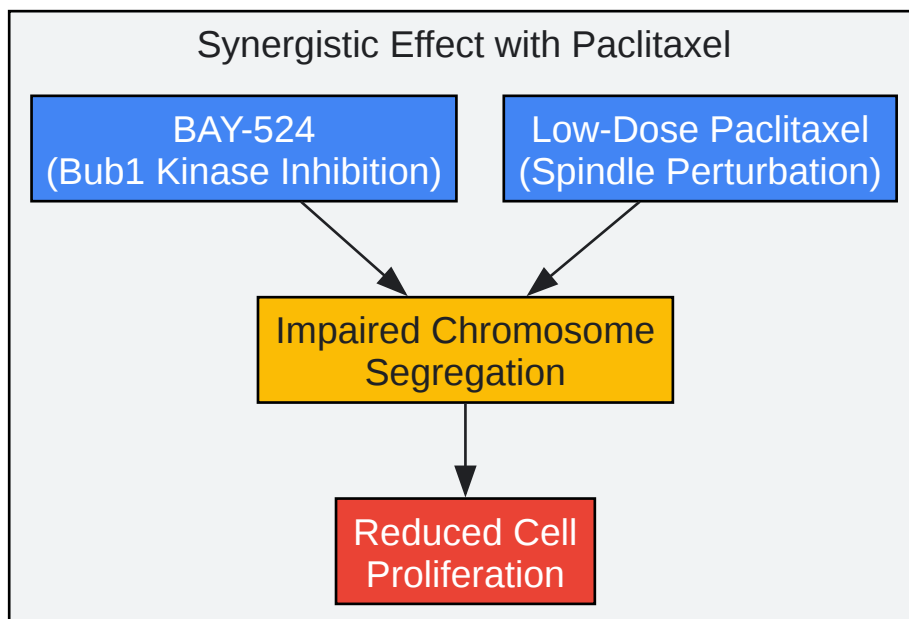 Synergistic Effect with Paclitaxel
BAY-524
(Bub1 Kinase Inhibition)
Low-Dose Paclitaxel
(Spindle Perturbation)
Impaired Chromosome
Segregation
Reduced Cell
Proliferation